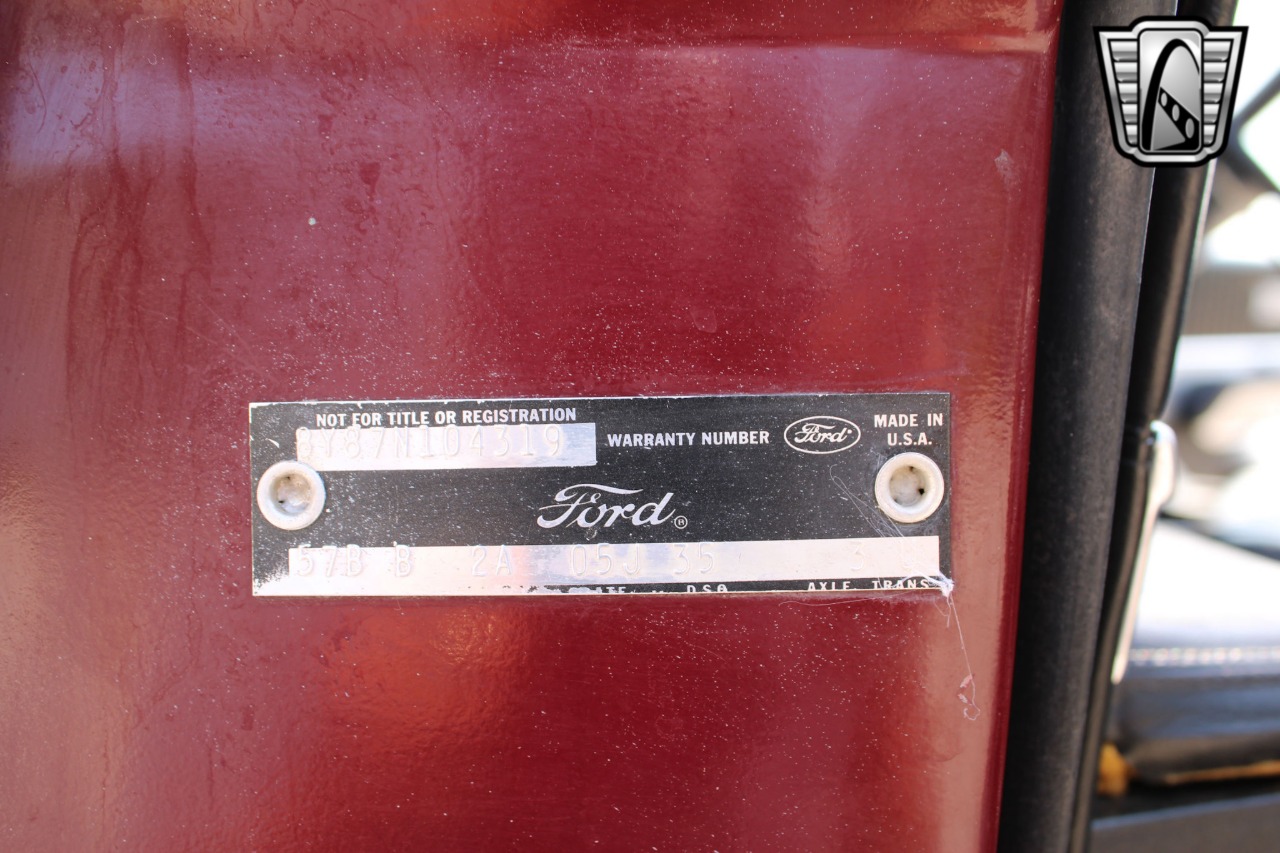 NOT FOR TITLE OR REGISTRATION
8Y87N104319 WARRANTY NUMBER Ford MADE IN U.S.A.
Ford®
57B B 2A 05J 35 3
DSO AXLE TRANS